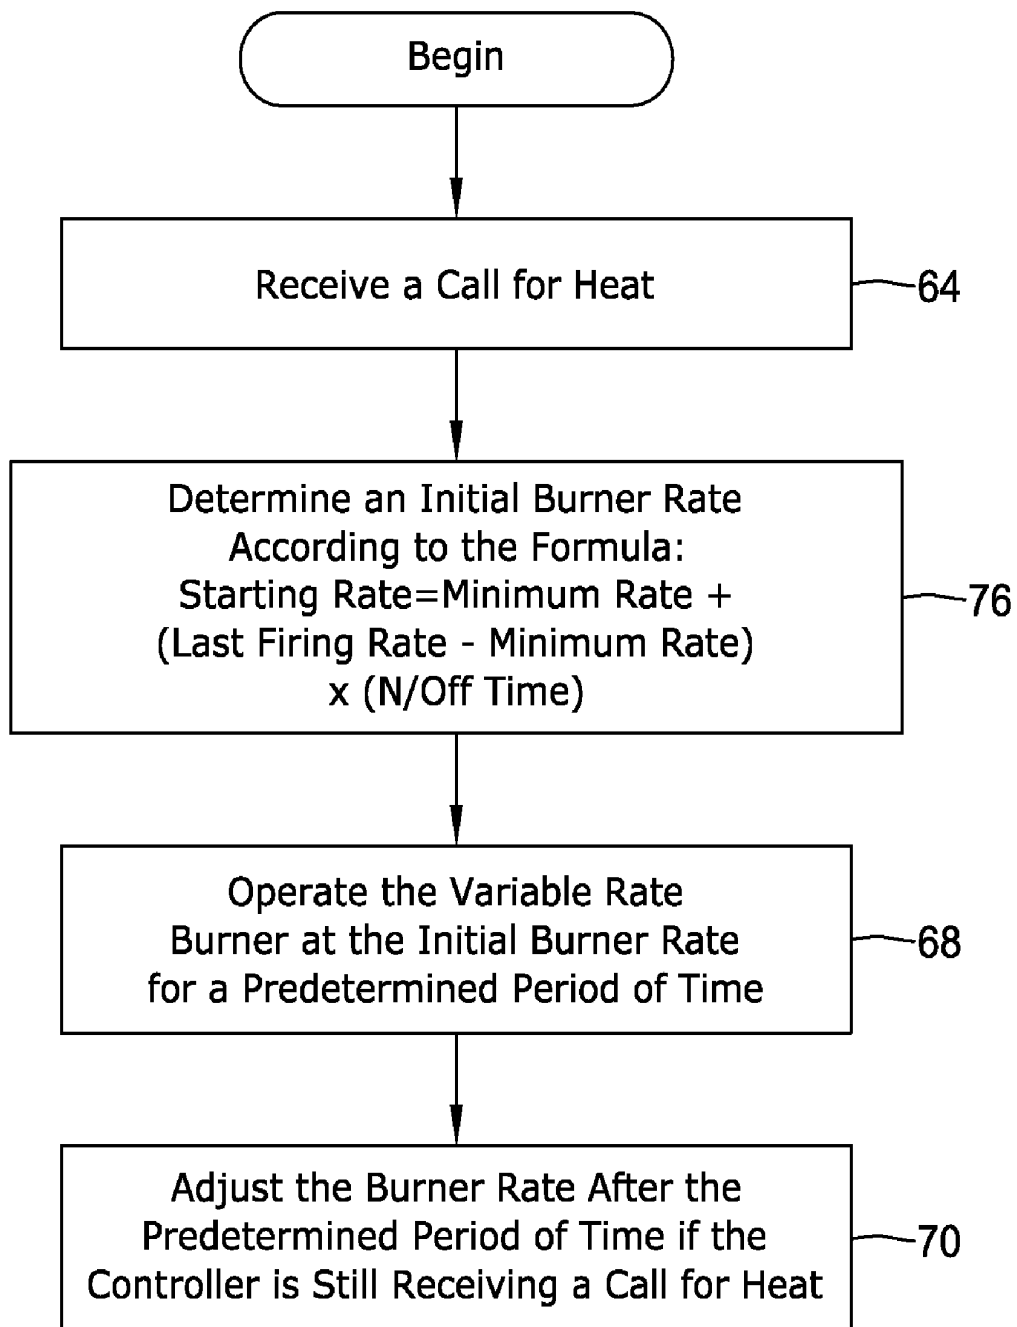 Begin
Receive a Call for Heat
64
Determine an Initial Burner Rate
According to the Formula:
Starting Rate=Minimum Rate +
(Last Firing Rate - Minimum Rate)
x (N/Off Time)
76
Operate the Variable Rate
Burner at the Initial Burner Rate
for a Predetermined Period of Time
68
Adjust the Burner Rate After the
Predetermined Period of Time if the
Controller is Still Receiving a Call for Heat
70